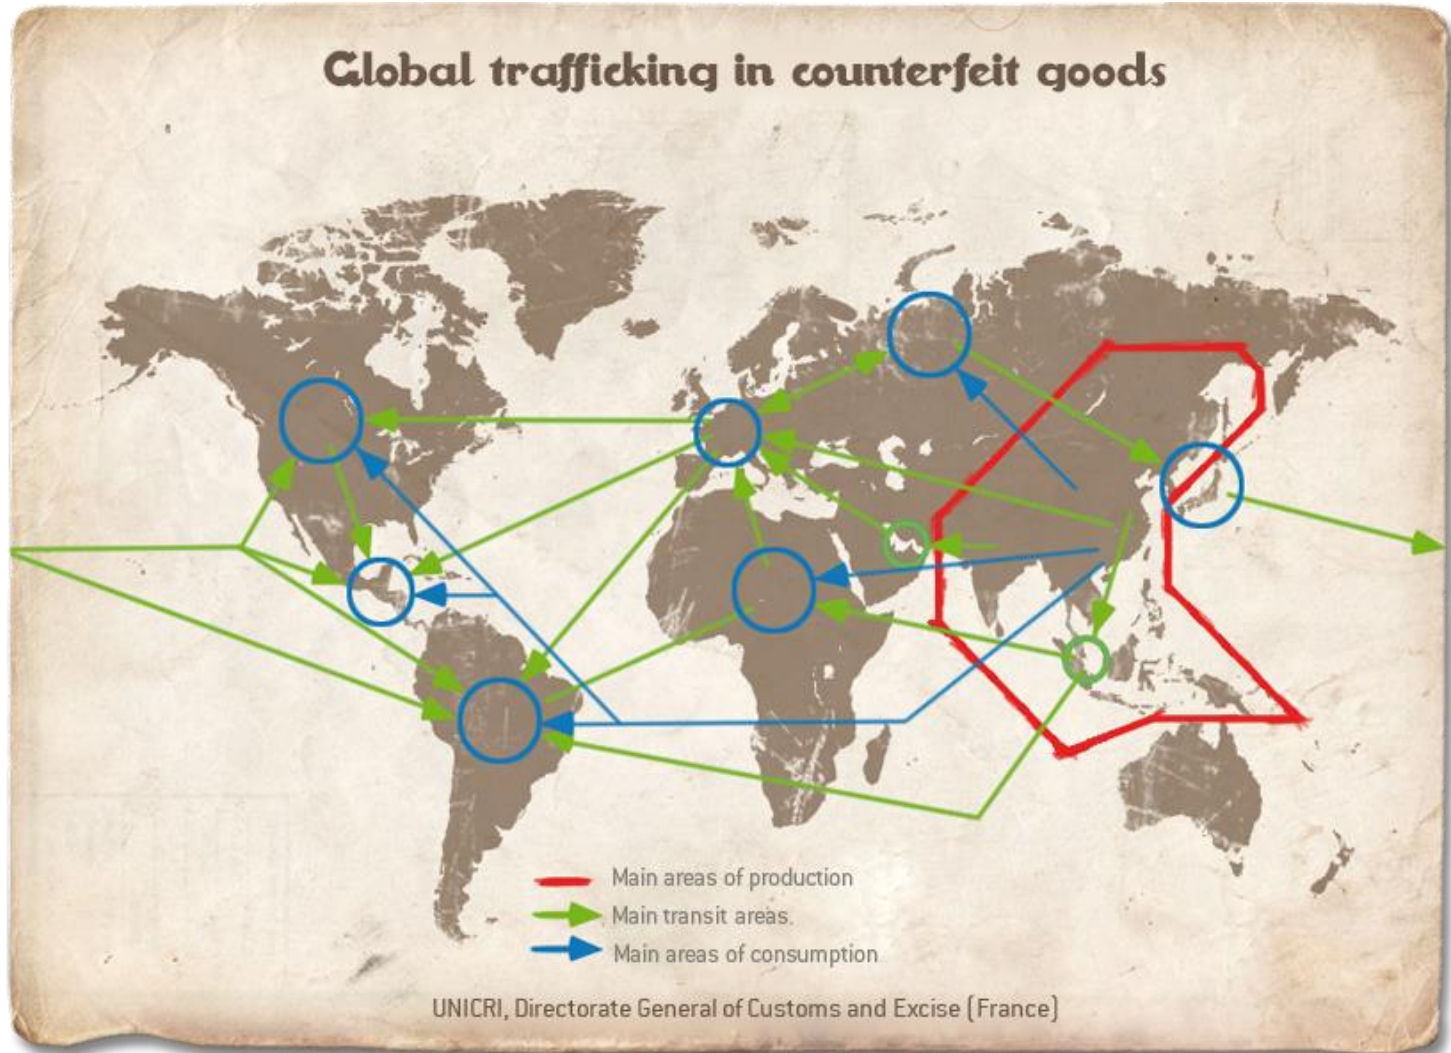 Global trafficking in counterfeit goods
Main areas of production
Main transit areas.
Main areas of consumption
UNICRI, Directorate General of Customs and Excise (France)